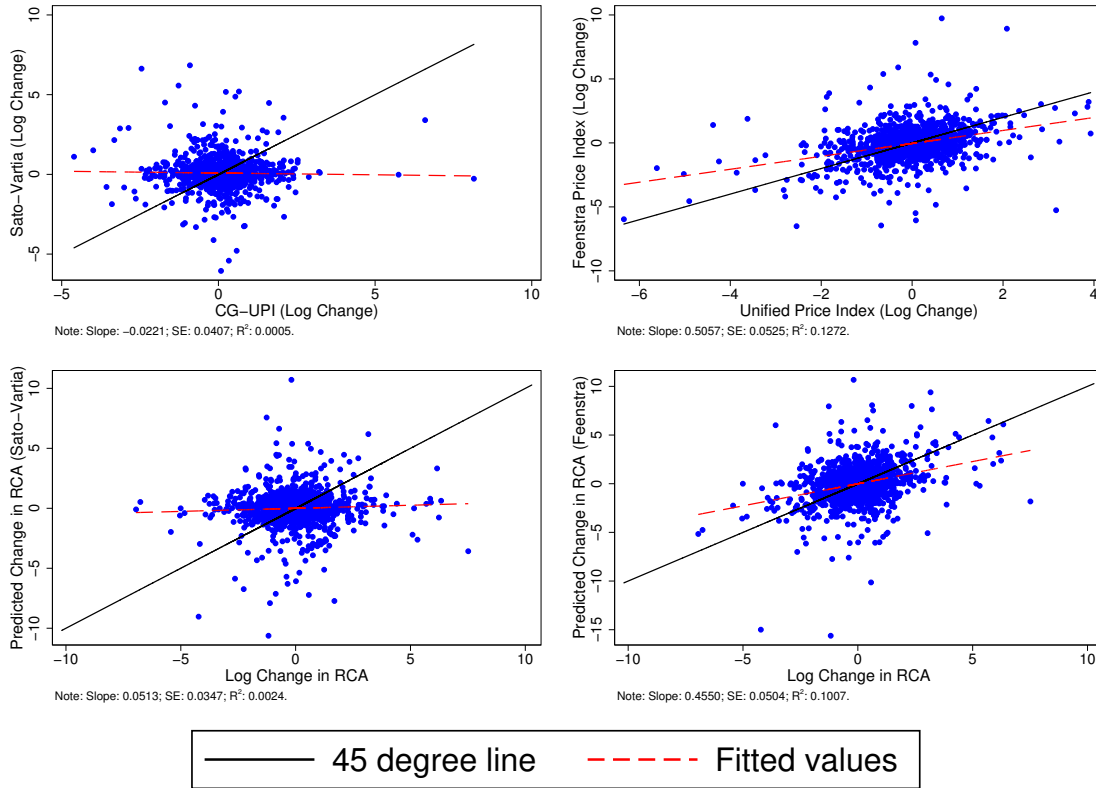 Sato−Vartia (Log Change)
10
5
0
−5
−5 0 5 10
CG−UPI (Log Change)
Note: Slope: −0.0221; SE: 0.0407; R²: 0.0005.
Feenstra Price Index (Log Change)
10
5
0
−5
−10
−6 −4 −2 0 2 4
Unified Price Index (Log Change)
Note: Slope: 0.5057; SE: 0.0525; R²: 0.1272.
Predicted Change in RCA (Sato−Vartia)
10
5
0
−5
−10
−10 −5 0 5 10
Log Change in RCA
Note: Slope: 0.0513; SE: 0.0347; R²: 0.0024.
Predicted Change in RCA (Feenstra)
10
5
0
−5
−10
−15
−10 −5 0 5 10
Log Change in RCA
Note: Slope: 0.4550; SE: 0.0504; R²: 0.1007.
45 degree line Fitted values